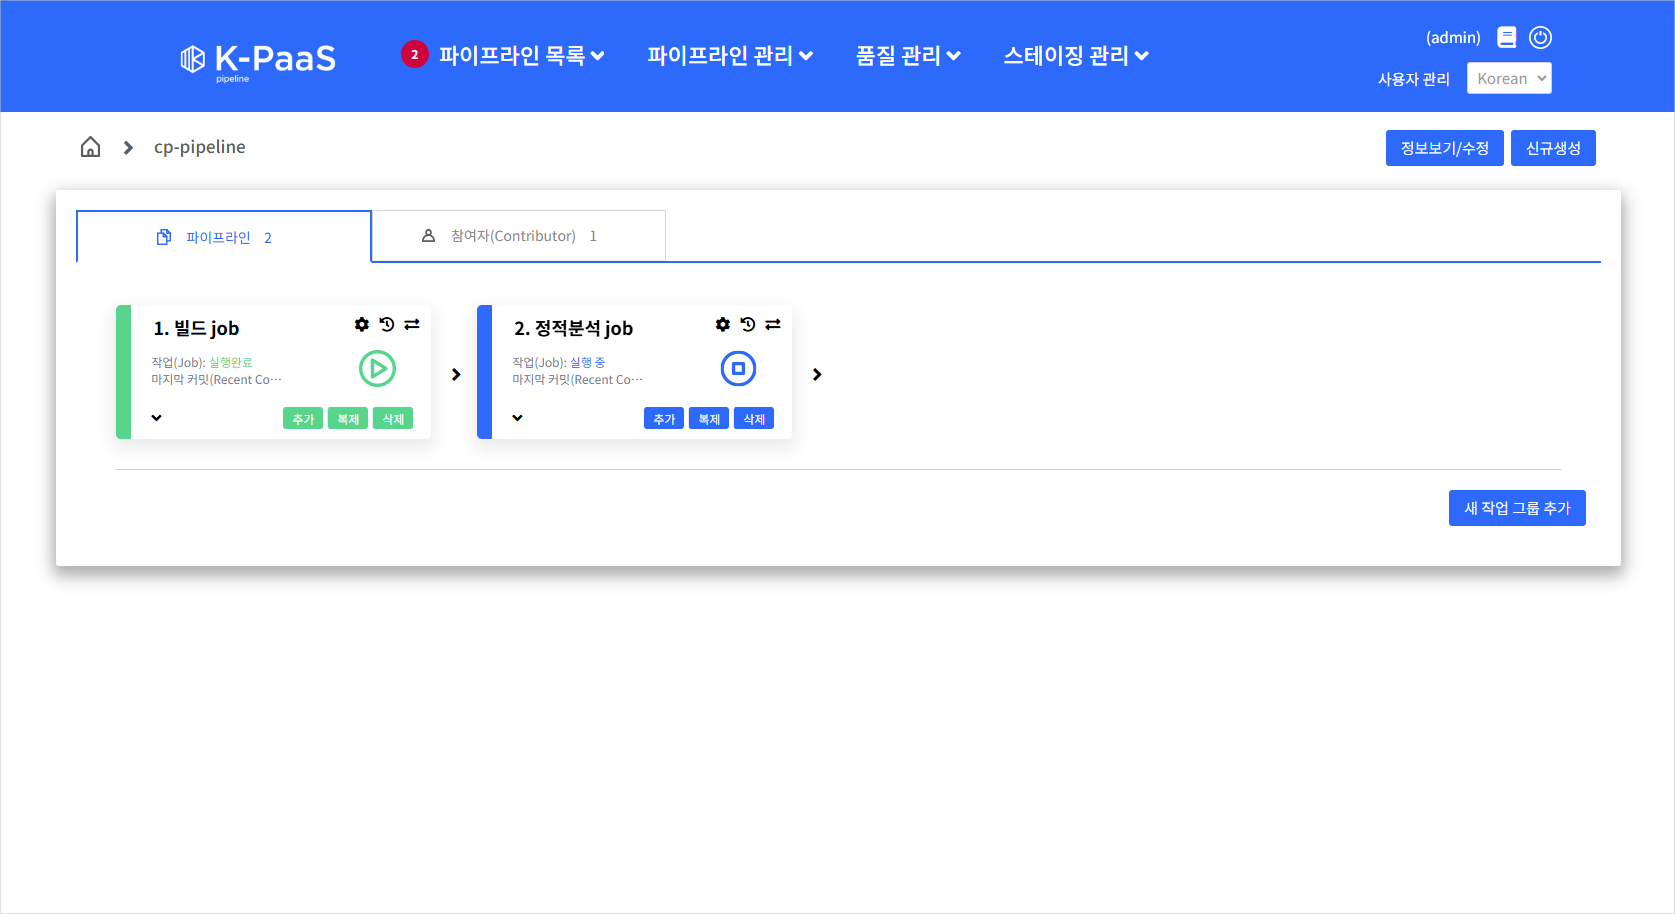 K-PaaS
pipeline
2 파이프라인 목록 파이프라인 관리 품질 관리 스테이징 관리
(admin)
사용자 관리 Korean
cp-pipeline
정보보기/수정 신규생성
파이프라인 2 참여자(Contributor) 1
1. 빌드 job
작업(Job): 실행완료
마지막 커밋(Recent Co…
추가 복제 삭제
2. 정적분석 job
작업(Job): 실행 중
마지막 커밋(Recent Co…
추가 복제 삭제
새 작업 그룹 추가